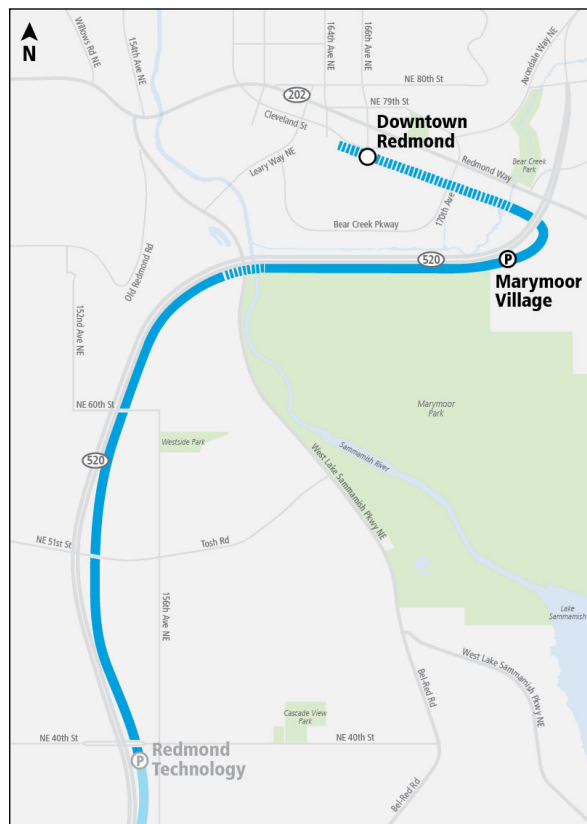 N
Willows Rd NE
154th Ave NE
164th Ave NE
166th Ave NE
Avondale Way NE
NE 80th St
202
NE 79th St
Cleveland St
Downtown
Redmond
Leary Way NE
Redmond Way
Bear Creek
Park
170th Ave
Bear Creek Pkway
Old Redmond Rd
520
P
Marymoor
Village
152nd Ave NE
NE 60th St
Marymoor
Park
Westside Park
520
Sammamish River
West Lake Sammamish Pkwy NE
NE 51st St
Tosh Rd
156th Ave NE
Lake
Sammamish
West Lake Sammamish Pkwy NE
Bel-Red Rd
Cascade View
Park
NE 40th St
NE 40th St
P
Redmond
Technology
Bel-Red Rd